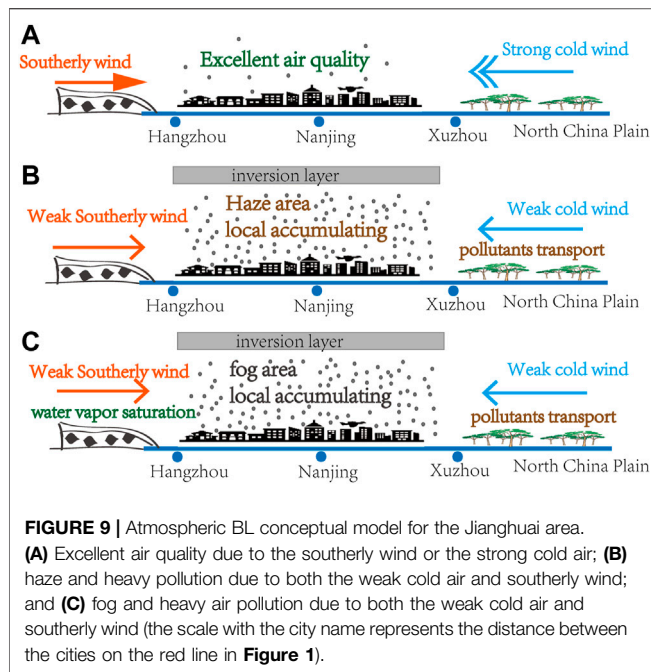 A
Southerly wind
Excellent air quality
Strong cold wind
Hangzhou
Nanjing
Xuzhou
North China Plain
B
inversion layer
Weak Southerly wind
Haze area
local accumulating
Weak cold wind
pollutants transport
Hangzhou
Nanjing
Xuzhou
North China Plain
C
inversion layer
Weak Southerly wind
water vapor saturation
fog area
local accumulating
Weak cold wind
pollutants transport
Hangzhou
Nanjing
Xuzhou
North China Plain
FIGURE 9 | Atmospheric BL conceptual model for the Jianghuai area.
(A) Excellent air quality due to the southerly wind or the strong cold air; (B)
haze and heavy pollution due to both the weak cold air and southerly wind;
and (C) fog and heavy air pollution due to both the weak cold air and
southerly wind (the scale with the city name represents the distance between
the cities on the red line in Figure 1).